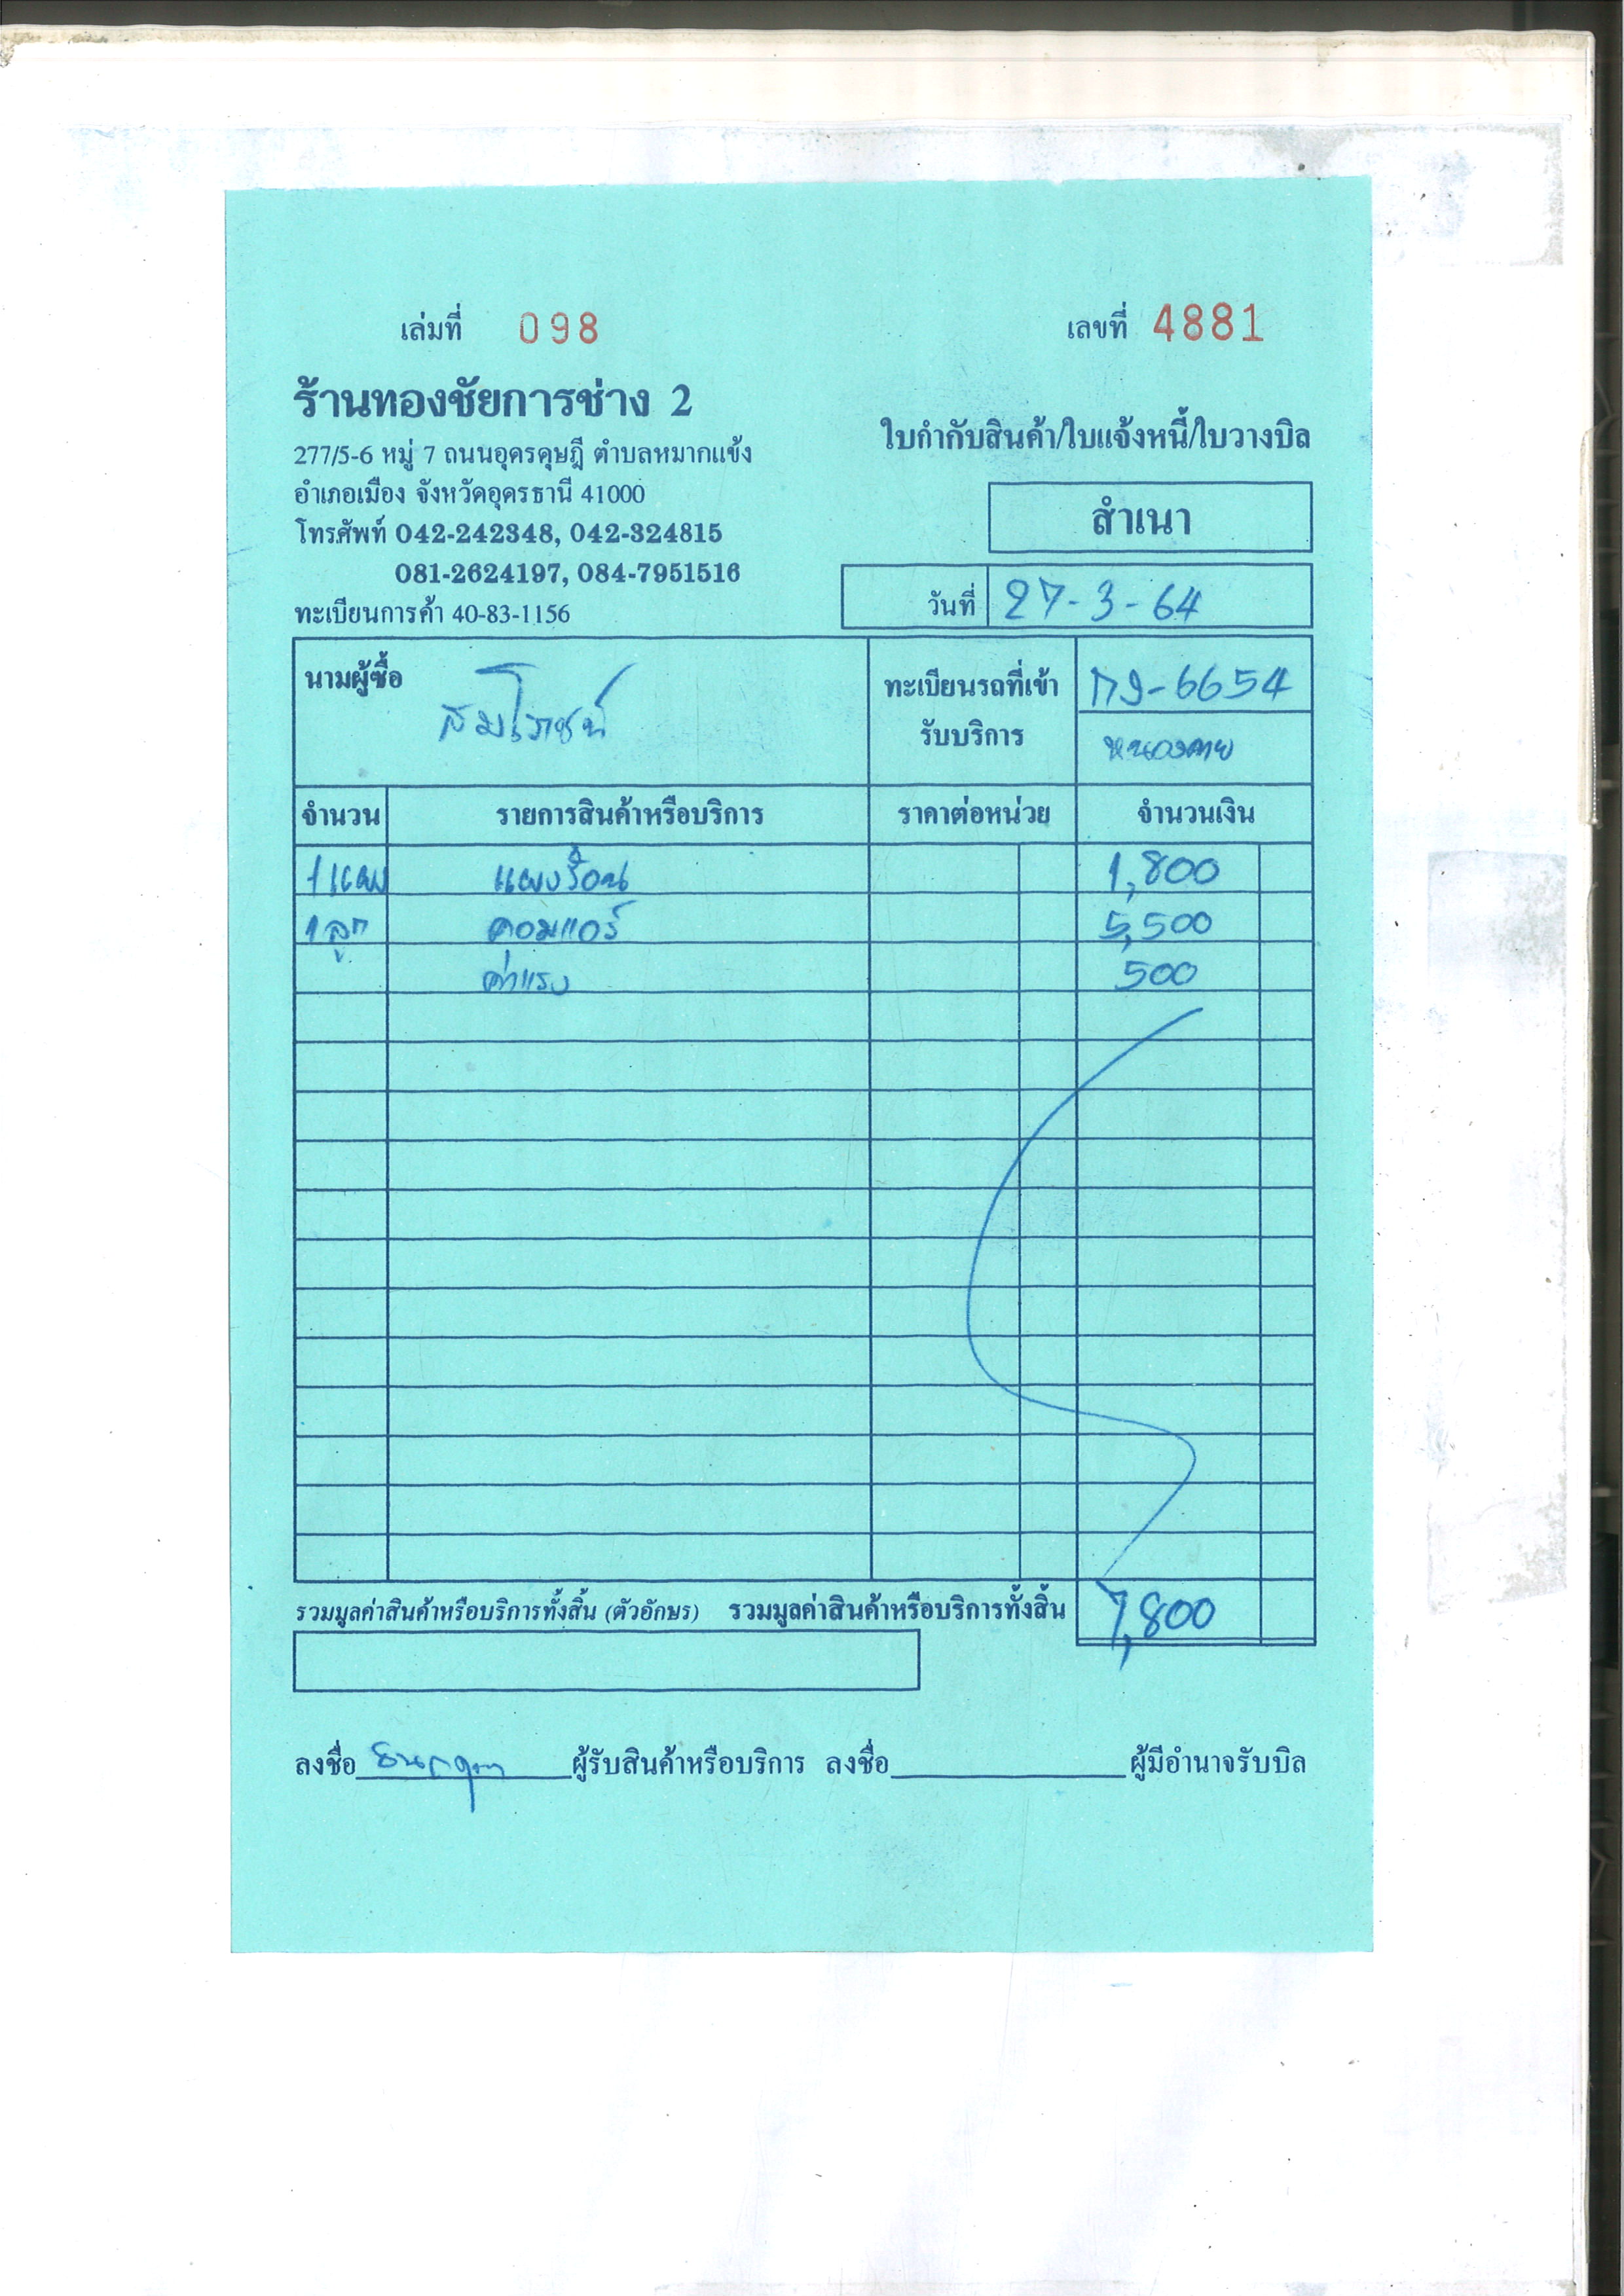 เล่มที่ 098 เลขที่ 4881
ร้านทองชัยการช่าง 2
ใบกำกับสินค้า/ใบแจ้งหนี้/ใบวางบิล
277/5-6 หมู่ 7 ถนนอุดรดุษฎี ตำบลหมากแข้ง
อำเภอเมือง จังหวัดอุดรธานี 41000
สำเนา
โทรศัพท์ 042-242348, 042-324815
081-2624197, 084-7951516
วันที่ 27-3-64
ทะเบียนการค้า 40-83-1156
นามผู้ซื้อ สมโภชน์ ทะเบียนรถที่เข้า -6654
รับบริการ หนองคาย
จำนวน รายการสินค้าหรือบริการ ราคาต่อหน่วย จำนวนเงิน
1 แผง แผงร้อน 1,800
1 ลูก คอมแอร์ 5,500
ค่าแรง 500
รวมมูลค่าสินค้าหรือบริการทั้งสิ้น (ตัวอักษร) รวมมูลค่าสินค้าหรือบริการทั้งสิ้น 7,800
ลงชื่อ ผู้รับสินค้าหรือบริการ ลงชื่อ ผู้มีอำนาจรับบิล